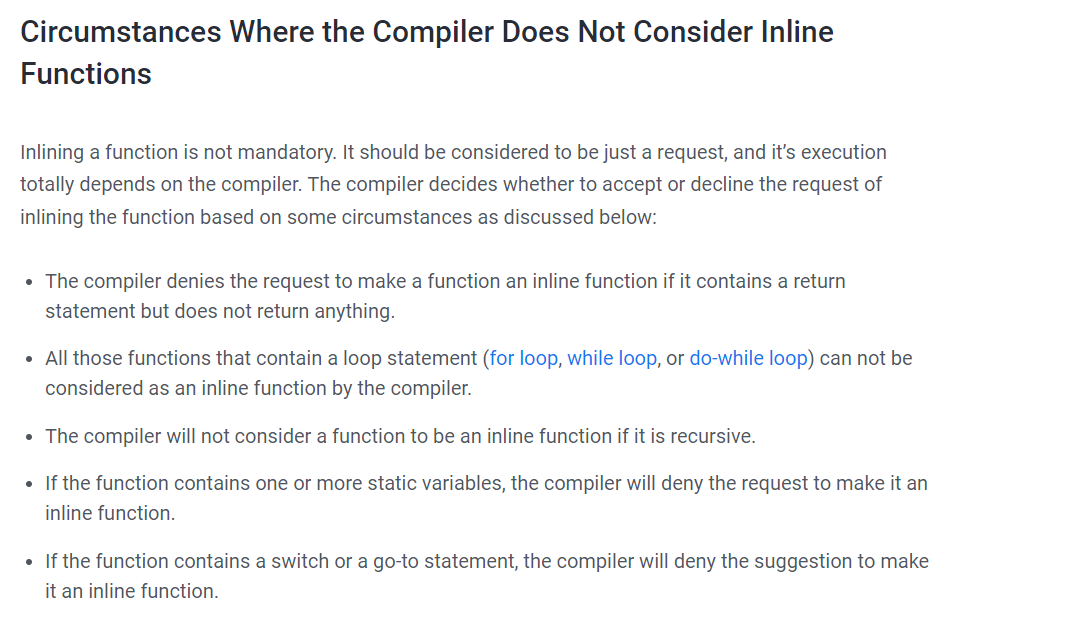 Circumstances Where the Compiler Does Not Consider Inline
Functions
Inlining a function is not mandatory. It should be considered to be just a request, and it’s execution
totally depends on the compiler. The compiler decides whether to accept or decline the request of
inlining the function based on some circumstances as discussed below:
• The compiler denies the request to make a function an inline function if it contains a return
statement but does not return anything.
• All those functions that contain a loop statement (for loop, while loop, or do-while loop) can not be
considered as an inline function by the compiler.
• The compiler will not consider a function to be an inline function if it is recursive.
• If the function contains one or more static variables, the compiler will deny the request to make it an
inline function.
• If the function contains a switch or a go-to statement, the compiler will deny the suggestion to make
it an inline function.